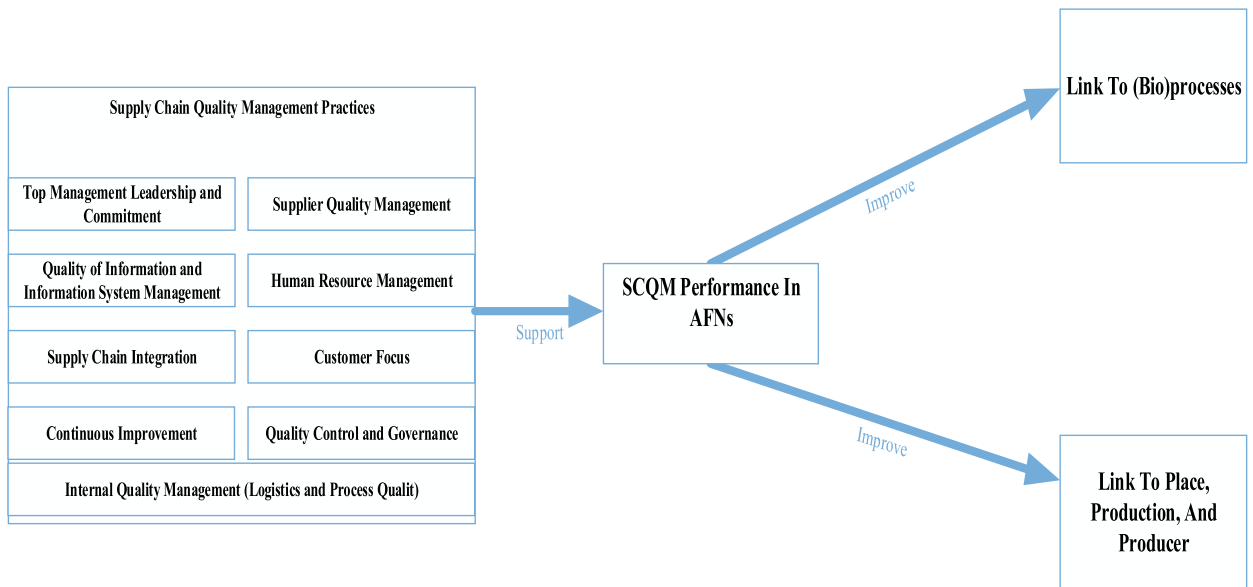 Supply Chain Quality Management Practices
Top Management Leadership and
Commitment
Supplier Quality Management
Quality of Information and
Information System Management
Human Resource Management
Supply Chain Integration
Customer Focus
Continuous Improvement
Quality Control and Governance
Internal Quality Management (Logistics and Process Qualit)
Support
SCQM Performance In
AFNs
Improve
Improve
Link To (Bio)processes
Link To Place,
Production, And
Producer